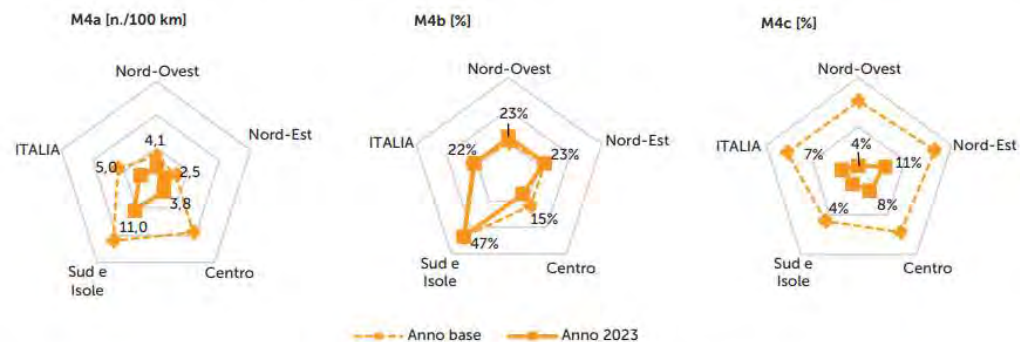 M4a [n./100 km]
Nord-Ovest
ITALIA
Nord-Est
4,1
5,0
2,5
3,8
11,0
Sud e
Isole
Centro
M4b [%]
Nord-Ovest
ITALIA
Nord-Est
23%
22%
23%
15%
47%
Sud e
Isole
Centro
M4c [%]
Nord-Ovest
ITALIA
Nord-Est
4%
7%
11%
4%
8%
Sud e
Isole
Centro
Anno base
Anno 2023